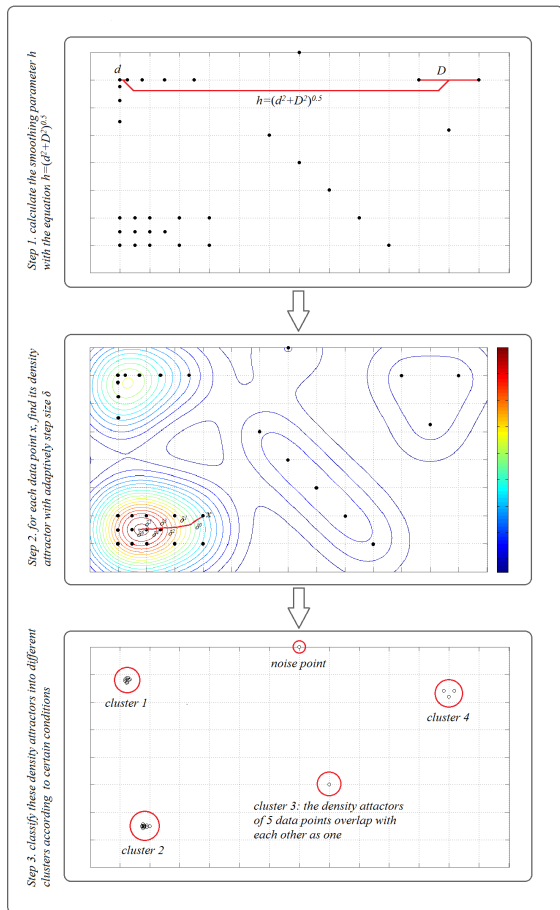 Step 1. calculate the smoothing parameter h
with the equation h=(d²+D²)⁰·⁵
d
D
h=(d²+D²)⁰·⁵
Step 2. for each data point x, find its density
attractor with adaptively step size δ
x
Step 3. classify these density attractors into different
clusters according to certain conditions
noise point
cluster 1
cluster 4
cluster 3: the density attactors
of 5 data points overlap with
each other as one
cluster 2